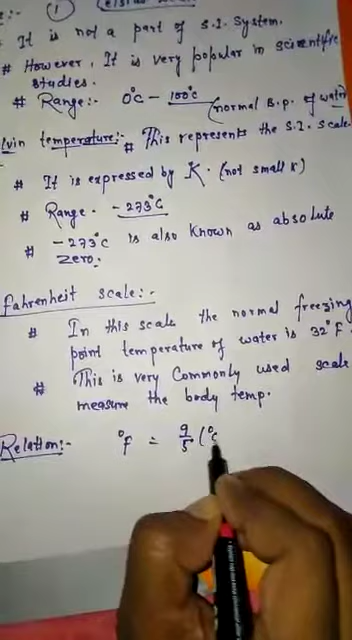 ①
It is not a part of S.I. System.
# However, It is very popular in scientific
studies.
# Range:- 0°C - 100°C
(normal B.P. of water
lvin temperature:- # This represents the S.I. Scale
# It is expressed by K. (not small k)
# Range - -273°C
# -273°C is also known as absolute
zero.
Fahrenheit scale:-
# In this scale the normal freezing
point temperature of water is 32°F.
# This is very Commonly used scale
measure the body temp.
Relation:- °F = 9/5 (°C